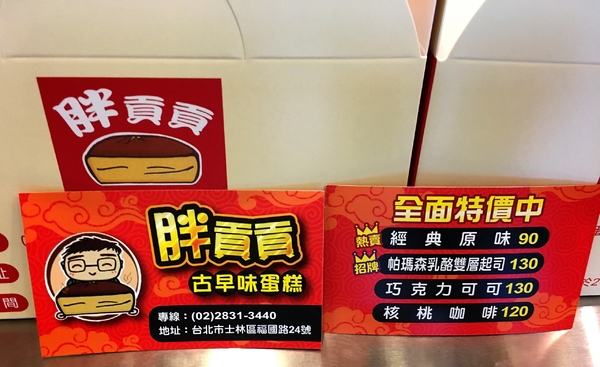 胖貢貢
胖貢貢
古早味蛋糕
專線：(02)2831-3440
地址：台北市士林區福國路24號
全面特價中
熱賣 經典原味 90
招牌 帕瑪森乳酪雙層起司 130
巧克力可可 130
核桃咖啡 120
址
間